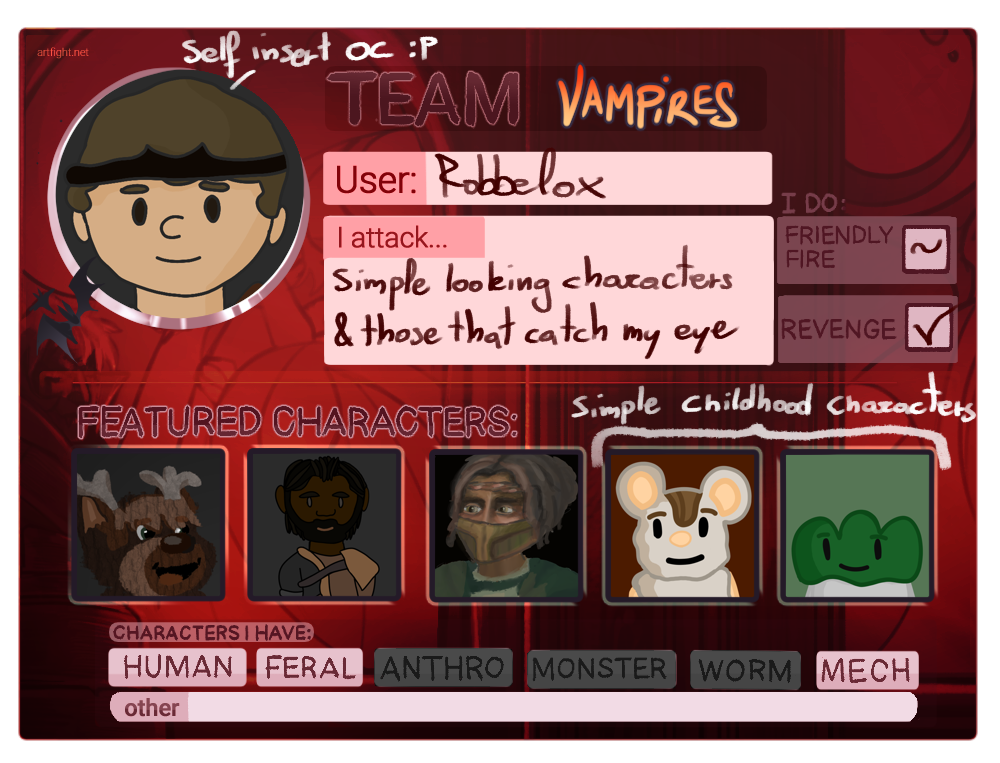 artfight.net
Self insert OC :P
TEAM VAMPIRES
User: Robbelox
I attack...
Simple looking characters
& those that catch my eye
I DO:
FRIENDLY
FIRE ~
REVENGE ✓
FEATURED CHARACTERS:
Simple childhood characters
CHARACTERS I HAVE:
HUMAN FERAL ANTHRO MONSTER WORM MECH
other